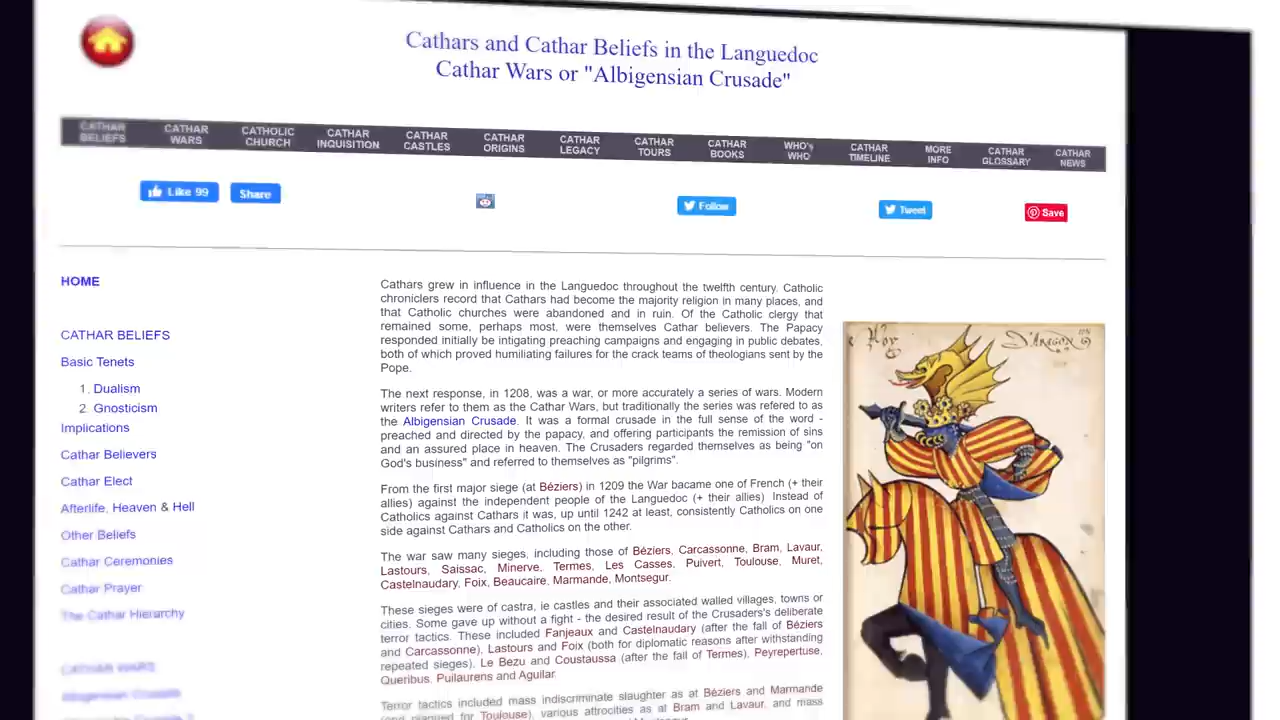 Cathars and Cathar Beliefs in the Languedoc
Cathar Wars or "Albigensian Crusade"
CATHAR BELIEFS
CATHAR WARS
CATHOLIC CHURCH
CATHAR INQUISITION
CATHAR CASTLES
CATHAR ORIGINS
CATHAR LEGACY
CATHAR TOURS
CATHAR BOOKS
WHO's WHO
CATHAR TIMELINE
MORE INFO
CATHAR GLOSSARY
CATHAR NEWS
Like 99
Share
Follow
Tweet
Save
HOME
CATHAR BELIEFS
Basic Tenets
1. Dualism
2. Gnosticism
Implications
Cathar Believers
Cathar Elect
Afterlife, Heaven & Hell
Other Beliefs
Cathar Ceremonies
Cathar Prayer
The Cathar Hierarchy
CATHAR WARS
Albigensian Crusade
Cathars grew in influence in the Languedoc throughout the twelfth century. Catholic
chroniclers record that Cathars had become the majority religion in many places, and
that Catholic churches were abandoned and in ruin. Of the Catholic clergy that
remained some, perhaps most, were themselves Cathar believers. The Papacy
responded initially be intigating preaching campaigns and engaging in public debates,
both of which proved humiliating failures for the crack teams of theologians sent by the
Pope.
The next response, in 1208, was a war, or more accurately a series of wars. Modern
writers refer to them as the Cathar Wars, but traditionally the series was refered to as
the Albigensian Crusade. It was a formal crusade in the full sense of the word -
preached and directed by the papacy, and offering participants the remission of sins
and an assured place in heaven. The Crusaders regarded themselves as being "on
God's business" and referred to themselves as "pilgrims".
From the first major siege (at Béziers) in 1209 the War bacame one of French (+ their
allies) against the independent people of the Languedoc (+ their allies) Instead of
Catholics against Cathars it was, up until 1242 at least, consistently Catholics on one
side against Cathars and Catholics on the other.
The war saw many sieges, including those of Béziers, Carcassonne, Bram, Lavaur,
Lastours, Saissac, Minerve, Termes, Les Casses, Puivert, Toulouse, Muret,
Castelnaudary, Foix, Beaucaire, Marmande, Montsegur.
These sieges were of castra, ie castles and their associated walled villages, towns or
cities. Some gave up without a fight - the desired result of the Crusaders's deliberate
terror tactics. These included Fanjeaux and Castelnaudary (after the fall of Béziers
and Carcassonne), Lastours and Foix (both for diplomatic reasons after withstanding
repeated sieges), Le Bezu and Coustaussa (after the fall of Termes), Peyrepertuse,
Queribus, Puilaurens and Aguilar.
Terror tactics included mass indiscriminate slaughter as at Béziers and Marmande
(and planned for Toulouse), various attrocities as at Bram and Lavaur, and mass